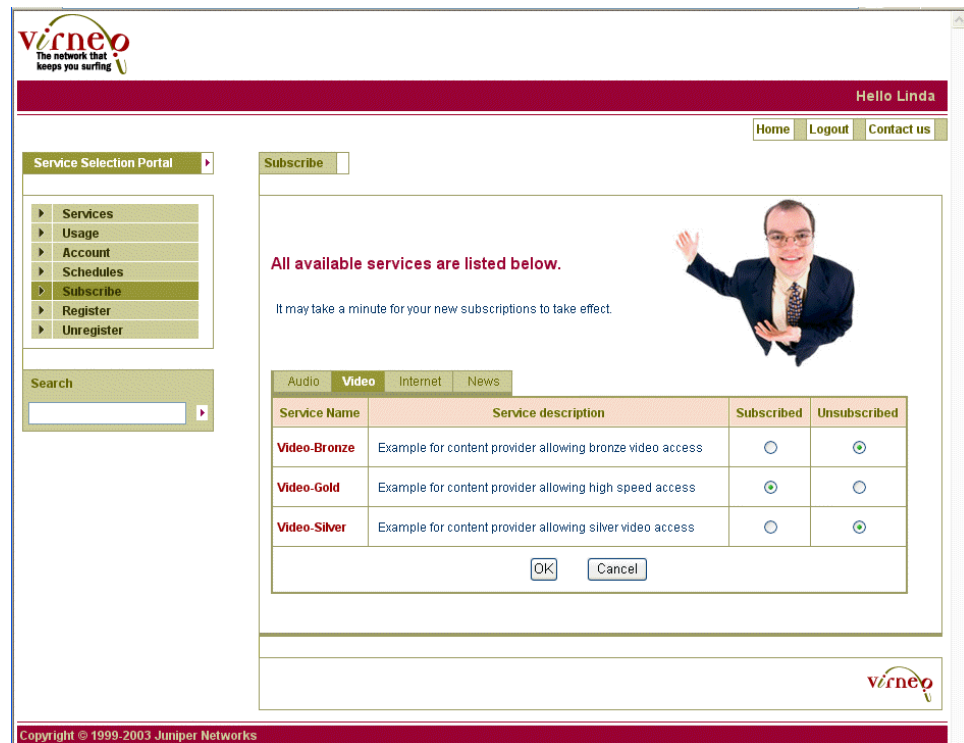 Virneo
The network that
keeps you surfing
Hello Linda
Home Logout Contact us
Service Selection Portal
Subscribe
Services
Usage
Account
Schedules
Subscribe
Register
Unregister
Search
All available services are listed below.
It may take a minute for your new subscriptions to take effect.
Audio Video Internet News
Service Name Service description Subscribed Unsubscribed
Video-Bronze Example for content provider allowing bronze video access
Video-Gold Example for content provider allowing high speed access
Video-Silver Example for content provider allowing silver video access
OK Cancel
Virneo
Copyright © 1999-2003 Juniper Networks